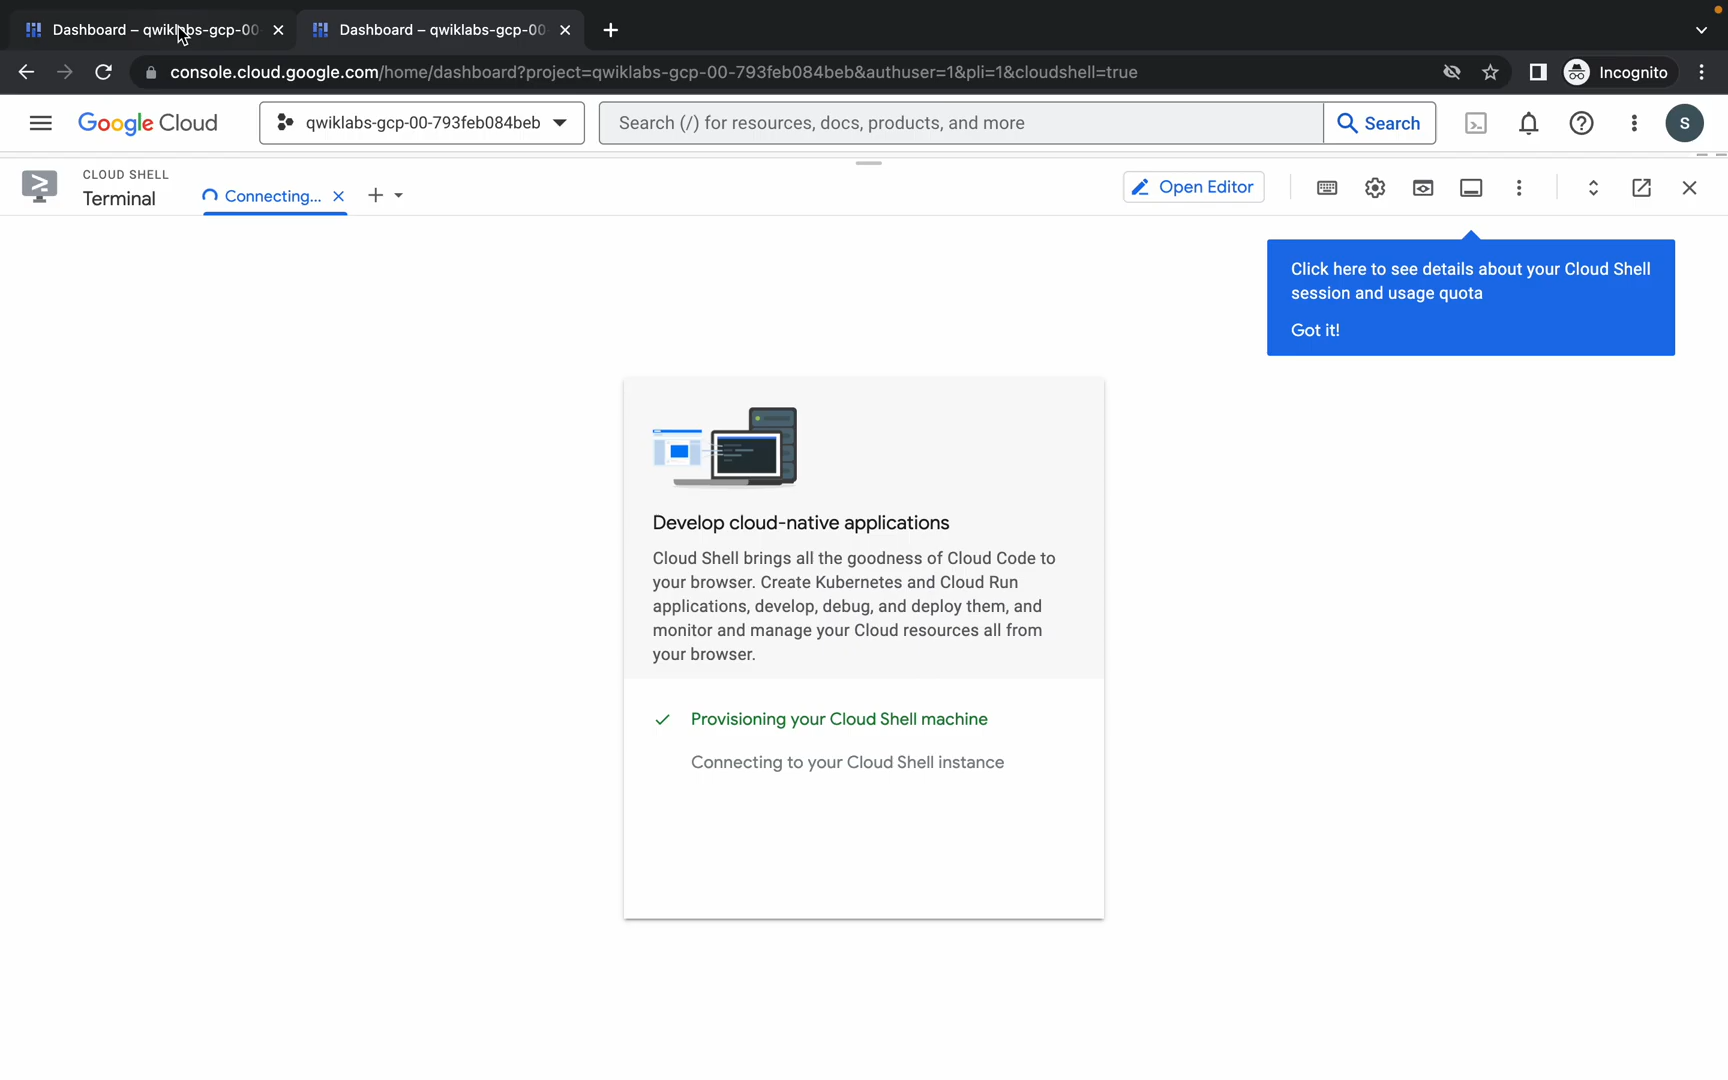 Dashboard – qwiklabs-gcp-00
Dashboard – qwiklabs-gcp-00
console.cloud.google.com/home/dashboard?project=qwiklabs-gcp-00-793feb084beb&authuser=1&pli=1&cloudshell=true
Incognito
Google Cloud
qwiklabs-gcp-00-793feb084beb
Search (/) for resources, docs, products, and more
Search
S
CLOUD SHELL
Terminal
Connecting...
Open Editor
Click here to see details about your Cloud Shell
session and usage quota
Got it!
Develop cloud-native applications
Cloud Shell brings all the goodness of Cloud Code to
your browser. Create Kubernetes and Cloud Run
applications, develop, debug, and deploy them, and
monitor and manage your Cloud resources all from
your browser.
Provisioning your Cloud Shell machine
Connecting to your Cloud Shell instance